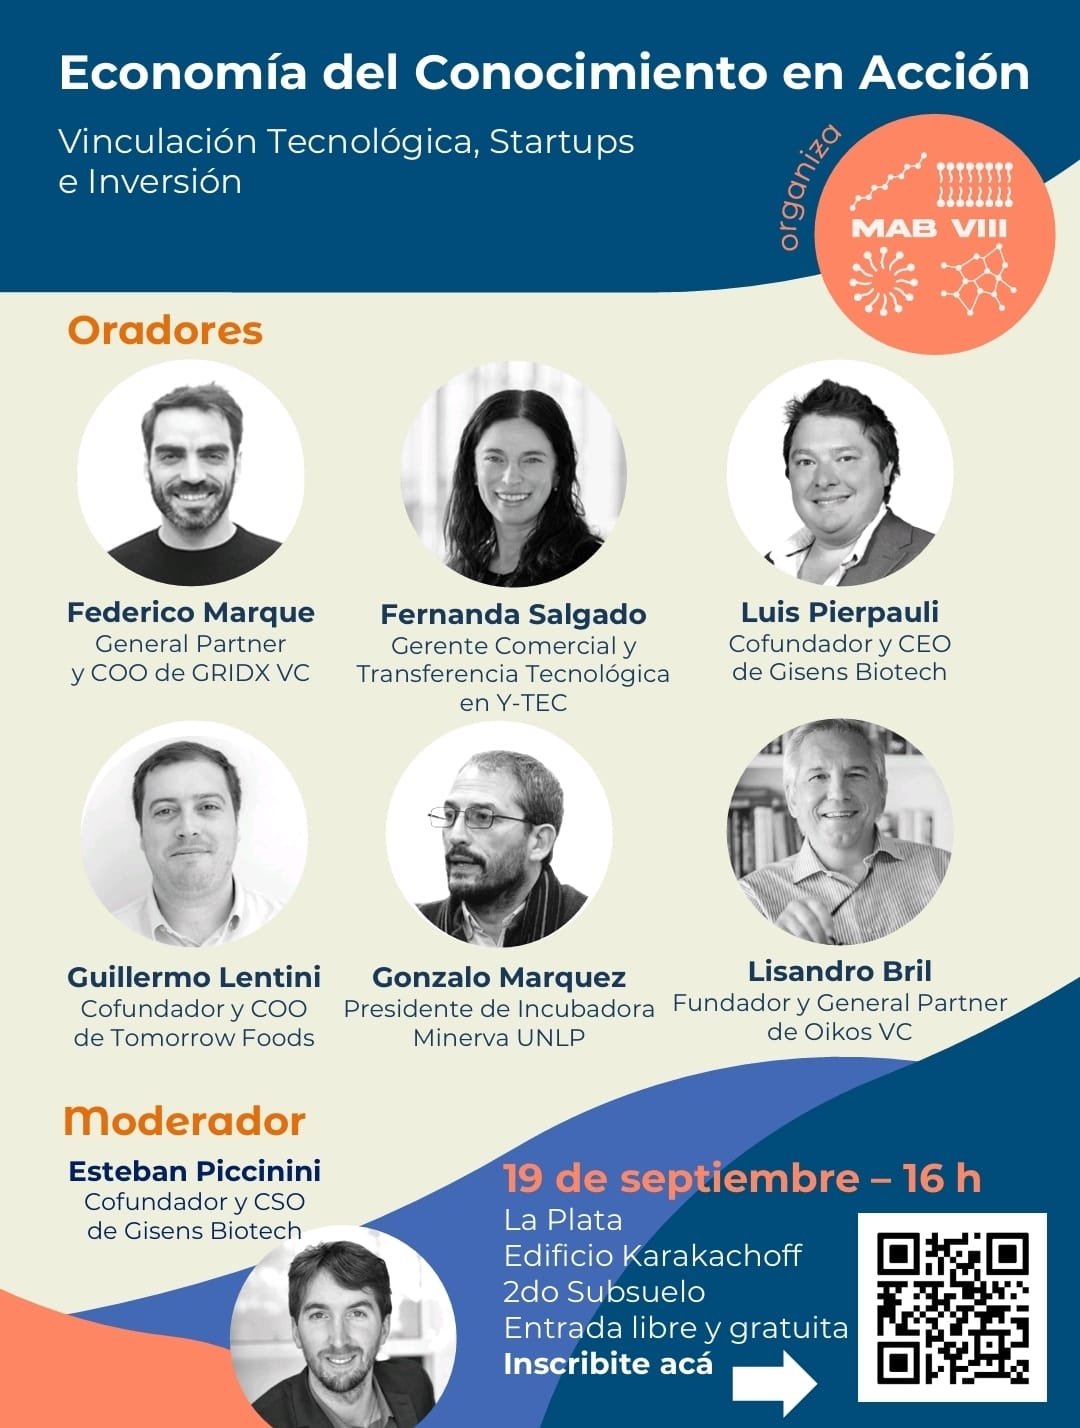 Economía del Conocimiento en Acción
Vinculación Tecnológica, Startups
e Inversión
organiza
MAB VIII
Oradores
Federico Marque
General Partner
y COO de GRIDX VC
Fernanda Salgado
Gerente Comercial y
Transferencia Tecnológica
en Y-TEC
Luis Pierpauli
Cofundador y CEO
de Gisens Biotech
Guillermo Lentini
Cofundador y COO
de Tomorrow Foods
Gonzalo Marquez
Presidente de Incubadora
Minerva UNLP
Lisandro Bril
Fundador y General Partner
de Oikos VC
Moderador
Esteban Piccinini
Cofundador y CSO
de Gisens Biotech
19 de septiembre – 16 h
La Plata
Edificio Karakachoff
2do Subsuelo
Entrada libre y gratuita
Inscribite acá